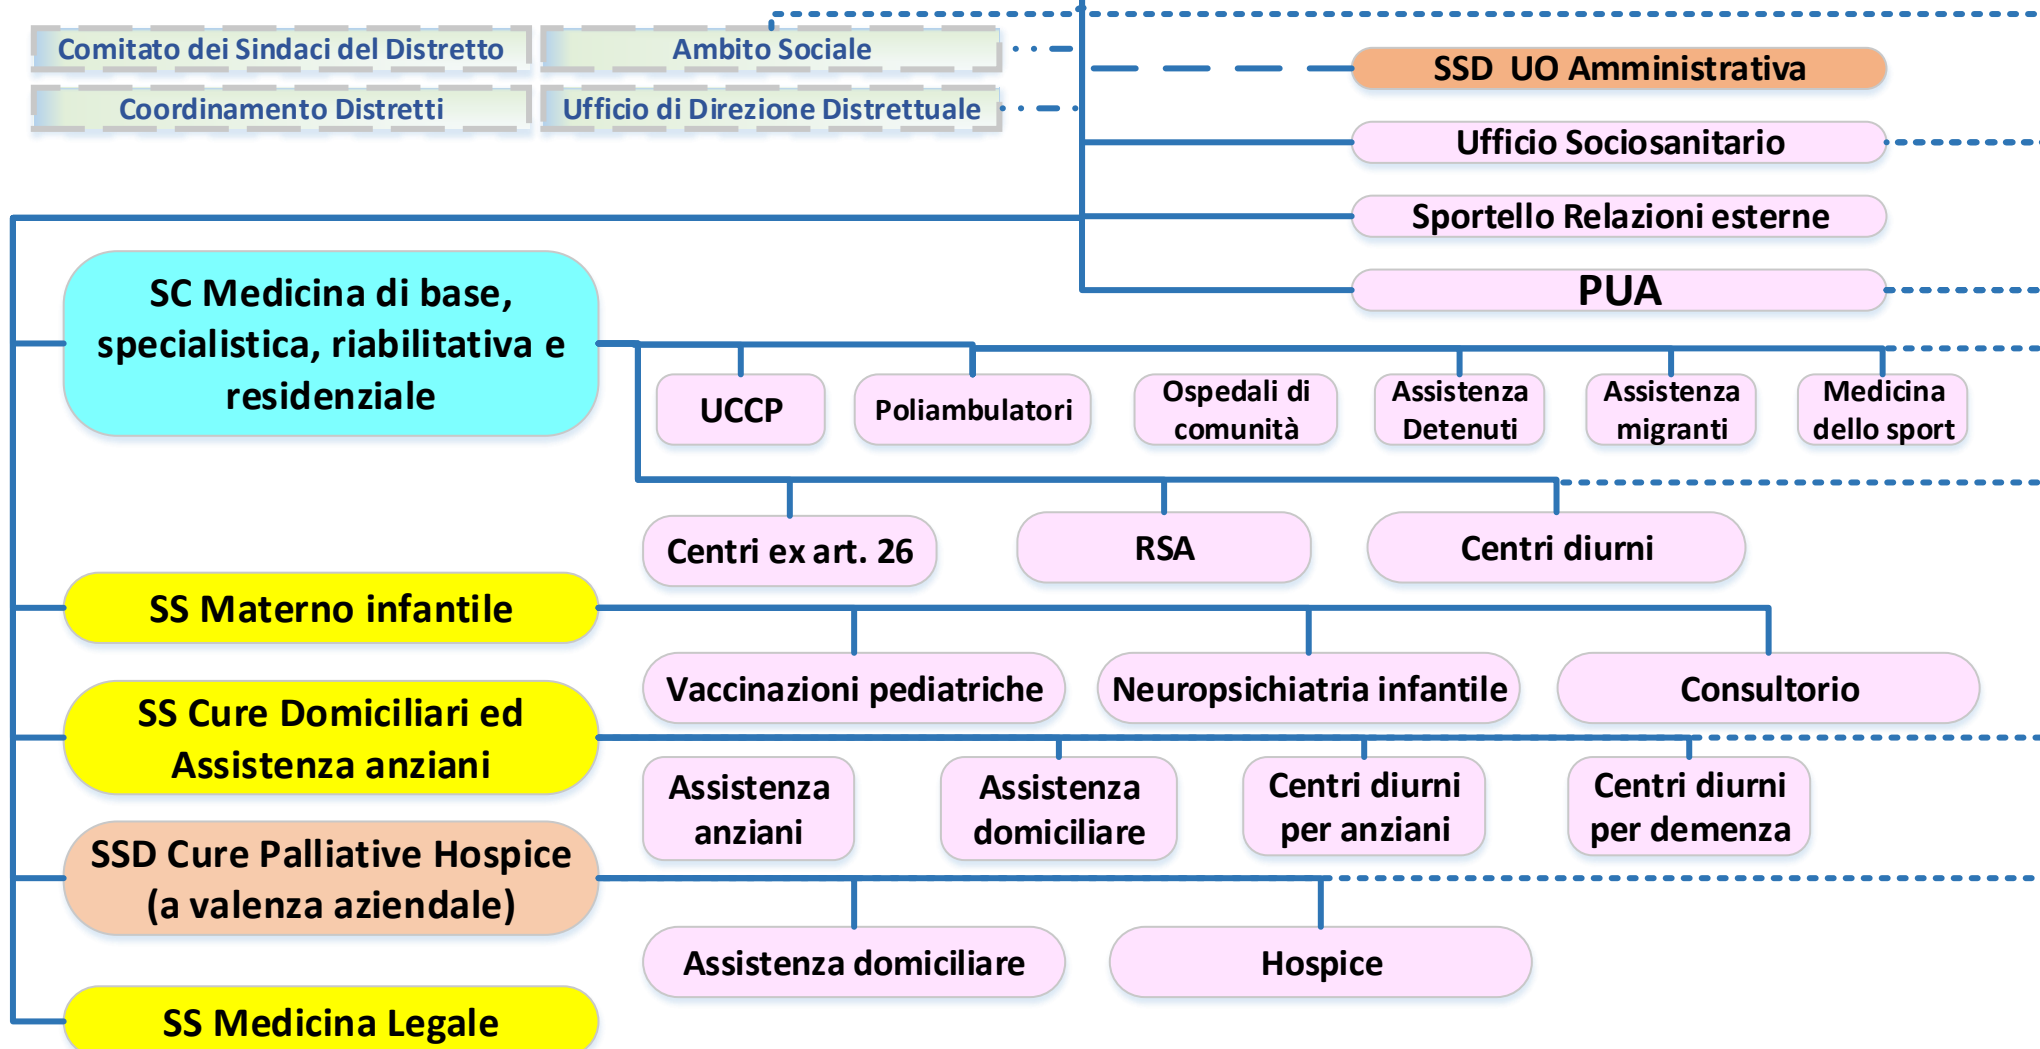 Comitato dei Sindaci del Distretto
Ambito Sociale
Coordinamento Distretti
Ufficio di Direzione Distrettuale
SSD UO Amministrativa
Ufficio Sociosanitario
Sportello Relazioni esterne
PUA
SC Medicina di base,
specialistica, riabilitativa e
residenziale
UCCP
Poliambulatori
Ospedali di
comunità
Assistenza
Detenuti
Assistenza
migranti
Medicina
dello sport
Centri ex art. 26
RSA
Centri diurni
SS Materno infantile
Vaccinazioni pediatriche
Neuropsichiatria infantile
Consultorio
SS Cure Domiciliari ed
Assistenza anziani
Assistenza
anziani
Assistenza
domiciliare
Centri diurni
per anziani
Centri diurni
per demenza
SSD Cure Palliative Hospice
(a valenza aziendale)
Assistenza domiciliare
Hospice
SS Medicina Legale